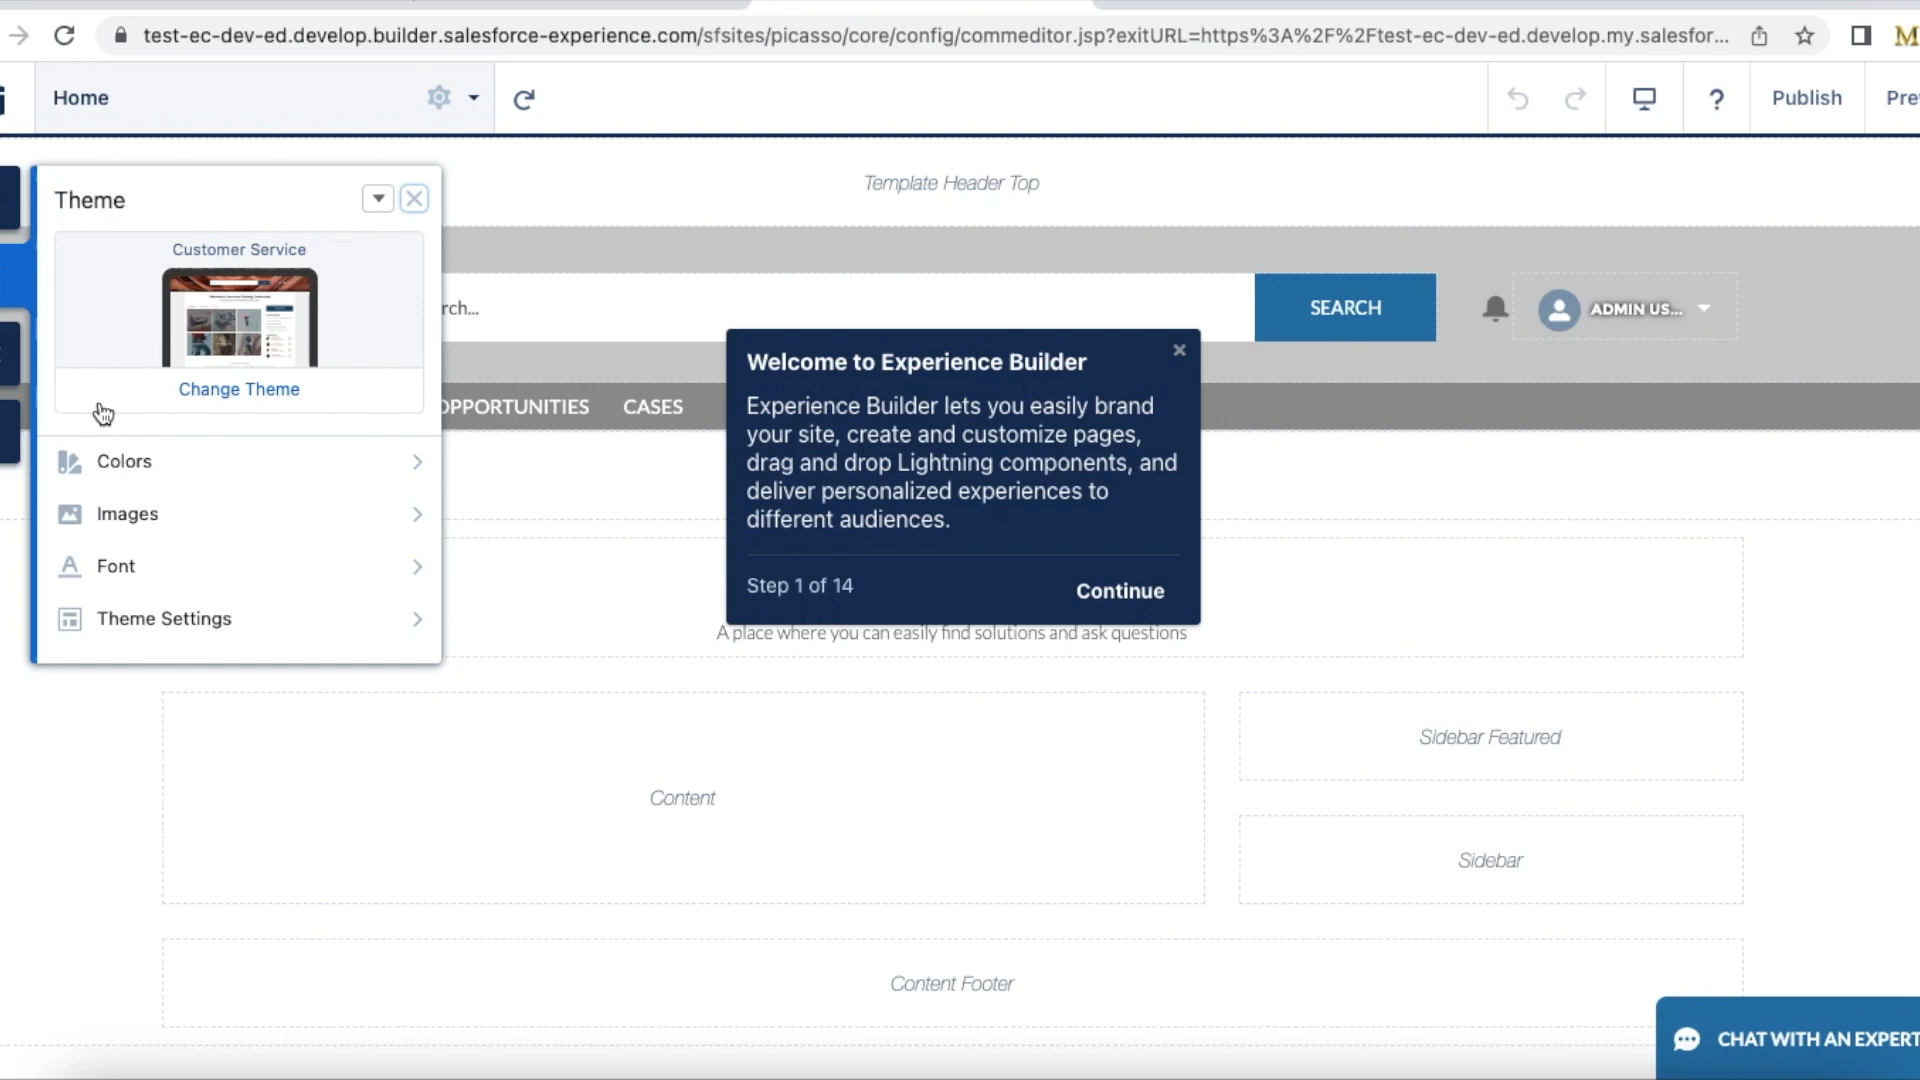 test-ec-dev-ed.develop.builder.salesforce-experience.com/sfsites/picasso/core/config/commeditor.jsp?exitURL=https%3A%2F%2Ftest-ec-dev-ed.develop.my.salesfor...
Home
?
Publish
Pre
Theme
Template Header Top
Customer Service
rch...
SEARCH
ADMIN US...
Change Theme
OPPORTUNITIES
CASES
Welcome to Experience Builder
Experience Builder lets you easily brand
your site, create and customize pages,
drag and drop Lightning components, and
deliver personalized experiences to
different audiences.
Step 1 of 14
Continue
Colors
Images
Font
Theme Settings
A place where you can easily find solutions and ask questions
Content
Sidebar Featured
Sidebar
Content Footer
CHAT WITH AN EXPERT